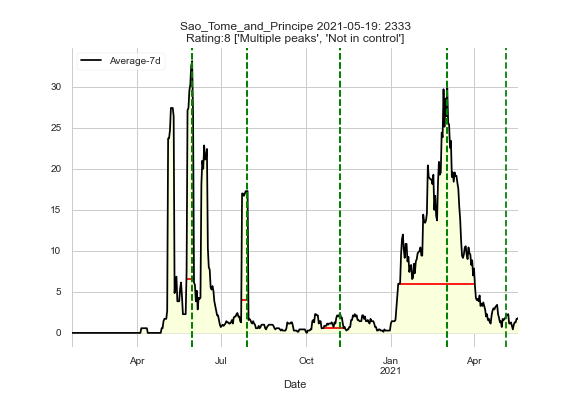 Sao_Tome_and_Principe 2021-05-19: 2333
Rating:8 ['Multiple peaks', 'Not in control']
Average-7d
30
25
20
15
10
5
0
Apr Jul Oct Jan Apr
2021
Date